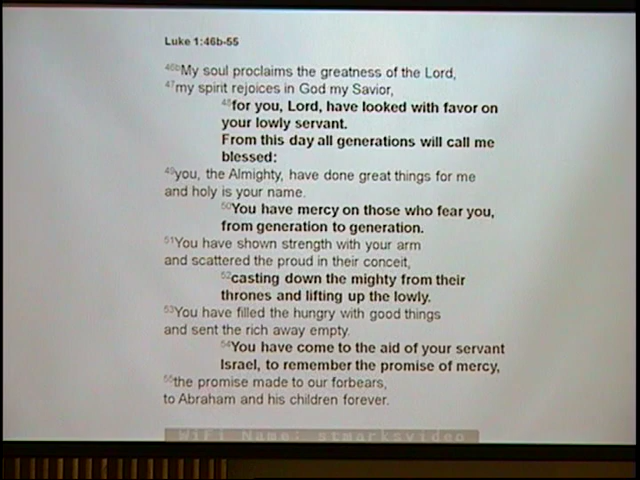 Luke 1:46b-55
46bMy soul proclaims the greatness of the Lord,
47my spirit rejoices in God my Savior,
48for you, Lord, have looked with favor on
your lowly servant.
From this day all generations will call me
blessed:
49you, the Almighty, have done great things for me
and holy is your name.
50You have mercy on those who fear you,
from generation to generation.
51You have shown strength with your arm
and scattered the proud in their conceit,
52casting down the mighty from their
thrones and lifting up the lowly.
53You have filled the hungry with good things
and sent the rich away empty.
54You have come to the aid of your servant
Israel, to remember the promise of mercy,
55the promise made to our forbears,
to Abraham and his children forever.
WiFi Name: stmarksvideo